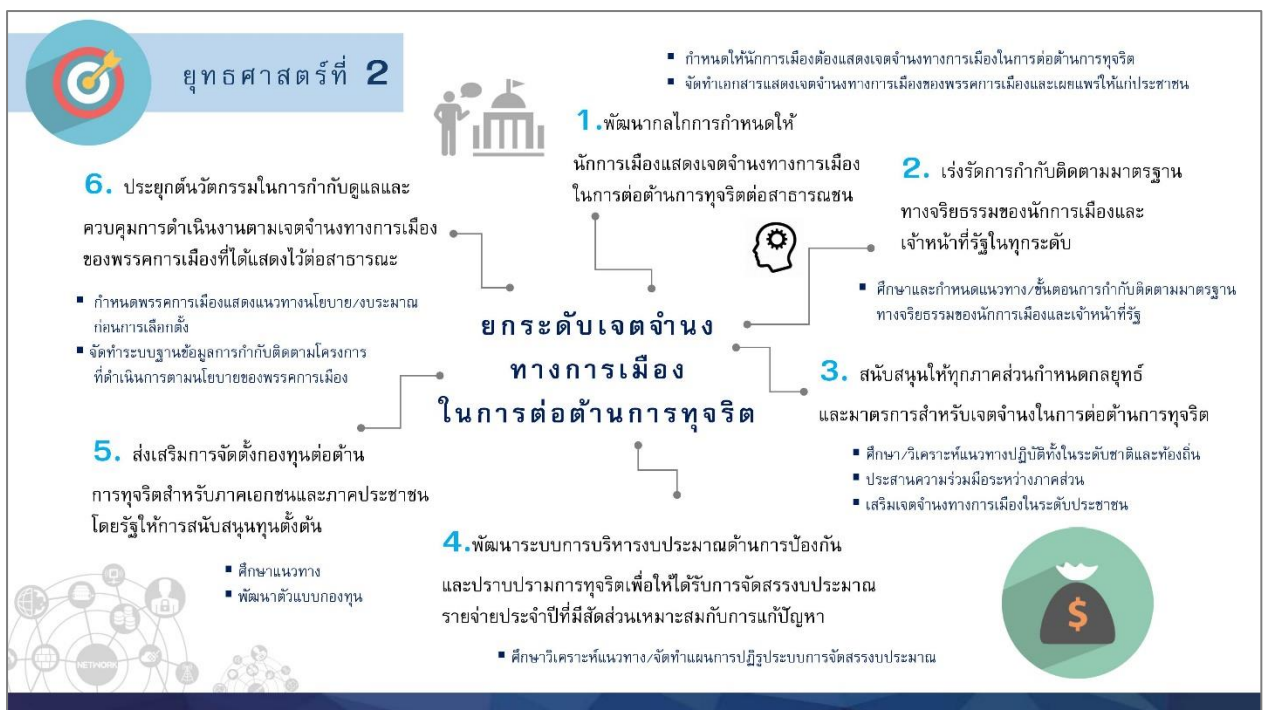 ยุทธศาสตร์ที่ 2
▪ กำหนดให้นักการเมืองต้องแสดงเจตจำนงทางการเมืองในการต่อต้านการทุจริต
▪ จัดทำเอกสารแสดงเจตจำนงทางการเมืองของพรรคการเมืองและเผยแพร่ให้แก่ประชาชน
1.พัฒนากลไกการกำหนดให้
นักการเมืองแสดงเจตจำนงทางการเมือง
ในการต่อต้านการทุจริตต่อสาธารณชน
2. เร่งรัดการกำกับติดตามมาตรฐาน
ทางจริยธรรมของนักการเมืองและ
เจ้าหน้าที่รัฐในทุกระดับ
▪ ศึกษาและกำหนดแนวทาง/ขั้นตอนการกำกับติดตามมาตรฐาน
ทางจริยธรรมของนักการเมืองและเจ้าหน้าที่รัฐ
3. สนับสนุนให้ทุกภาคส่วนกำหนดกลยุทธ์
และมาตรการสำหรับเจตจำนงในการต่อต้านการทุจริต
▪ ศึกษา/วิเคราะห์แนวทางปฏิบัติทั้งในระดับชาติและท้องถิ่น
▪ ประสานความร่วมมือระหว่างภาคส่วน
▪ เสริมเจตจำนงทางการเมืองในระดับประชาชน
ยกระดับเจตจำนง
ทางการเมือง
ในการต่อต้านการทุจริต
4.พัฒนาระบบการบริหารงบประมาณด้านการป้องกัน
และปราบปรามการทุจริตเพื่อให้ได้รับการจัดสรรงบประมาณ
รายจ่ายประจำปีที่มีสัดส่วนเหมาะสมกับการแก้ปัญหา
▪ ศึกษาวิเคราะห์แนวทาง/จัดทำแผนการปฏิรูประบบการจัดสรรงบประมาณ
5. ส่งเสริมการจัดตั้งกองทุนต่อต้าน
การทุจริตสำหรับภาคเอกชนและภาคประชาชน
โดยรัฐให้การสนับสนุนทุนตั้งต้น
▪ ศึกษาแนวทาง
▪ พัฒนาตัวแบบกองทุน
6. ประยุกต์นวัตกรรมในการกำกับดูแลและ
ควบคุมการดำเนินงานตามเจตจำนงทางการเมือง
ของพรรคการเมืองที่ได้แสดงไว้ต่อสาธารณะ
▪ กำหนดพรรคการเมืองแสดงแนวทางนโยบาย/งบประมาณ
ก่อนการเลือกตั้ง
▪ จัดทำระบบฐานข้อมูลการกำกับติดตามโครงการ
ที่ดำเนินการตามนโยบายของพรรคการเมือง
NETWORK
$